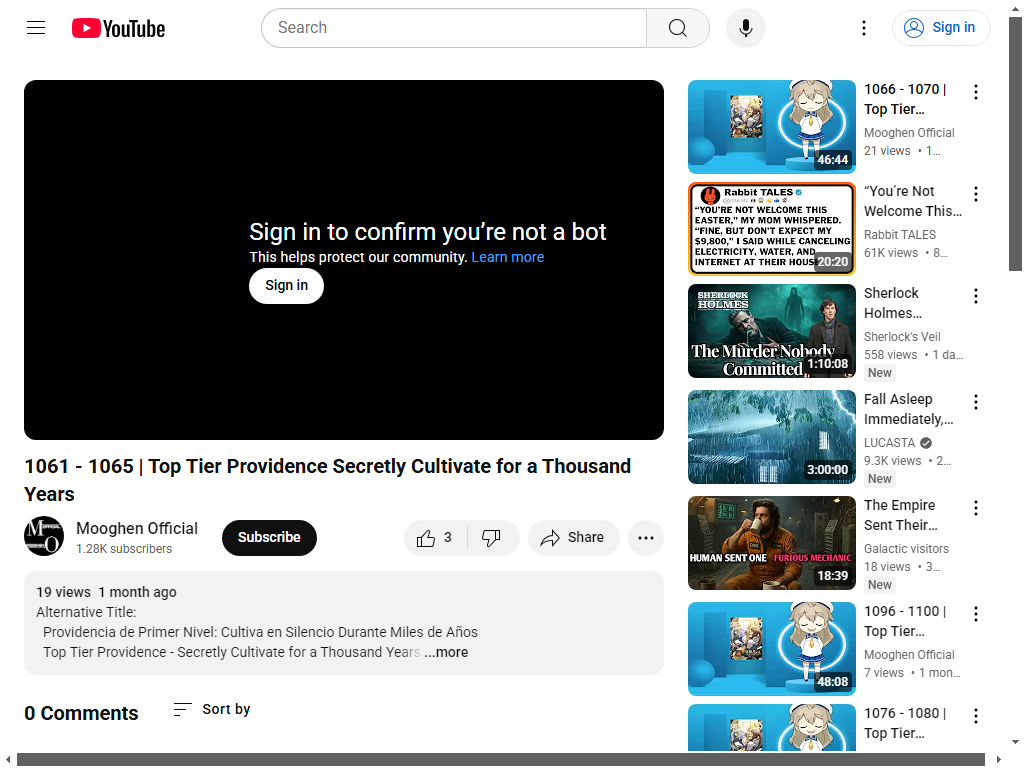 YouTube
Search
Sign in
Sign in to confirm you’re not a bot
This helps protect our community. Learn more
Sign in
1061 - 1065 | Top Tier Providence Secretly Cultivate for a Thousand
Years
Mooghen Official
1.28K subscribers
Subscribe
3
Share
19 views 1 month ago
Alternative Title:
Providencia de Primer Nivel: Cultiva en Silencio Durante Miles de Años
Top Tier Providence - Secretly Cultivate for a Thousand Years ...more
0 Comments
Sort by
46:44
1066 - 1070 |
Top Tier…
Mooghen Official
21 views • 1…
Rabbit TALES
“YOU'RE NOT WELCOME THIS
EASTER,” MY MOM WHISPERED.
“FINE, BUT DON'T EXPECT MY
$9,800,” I SAID WHILE CANCELING
ELECTRICITY, WATER, AND
INTERNET AT THEIR HOUS
20:20
“You’re Not
Welcome This…
Rabbit TALES
61K views • 8…
SHERLOCK
HOLMES
The Murder Nobody
Committed
1:10:08
Sherlock
Holmes…
Sherlock's Veil
558 views • 1 da…
New
3:00:00
Fall Asleep
Immediately,…
LUCASTA
9.3K views • 2…
New
HUMAN SENT ONE FURIOUS MECHANIC
18:39
The Empire
Sent Their…
Galactic visitors
18 views • 3…
New
48:08
1096 - 1100 |
Top Tier…
Mooghen Official
7 views • 1 mon…
1076 - 1080 |
Top Tier…